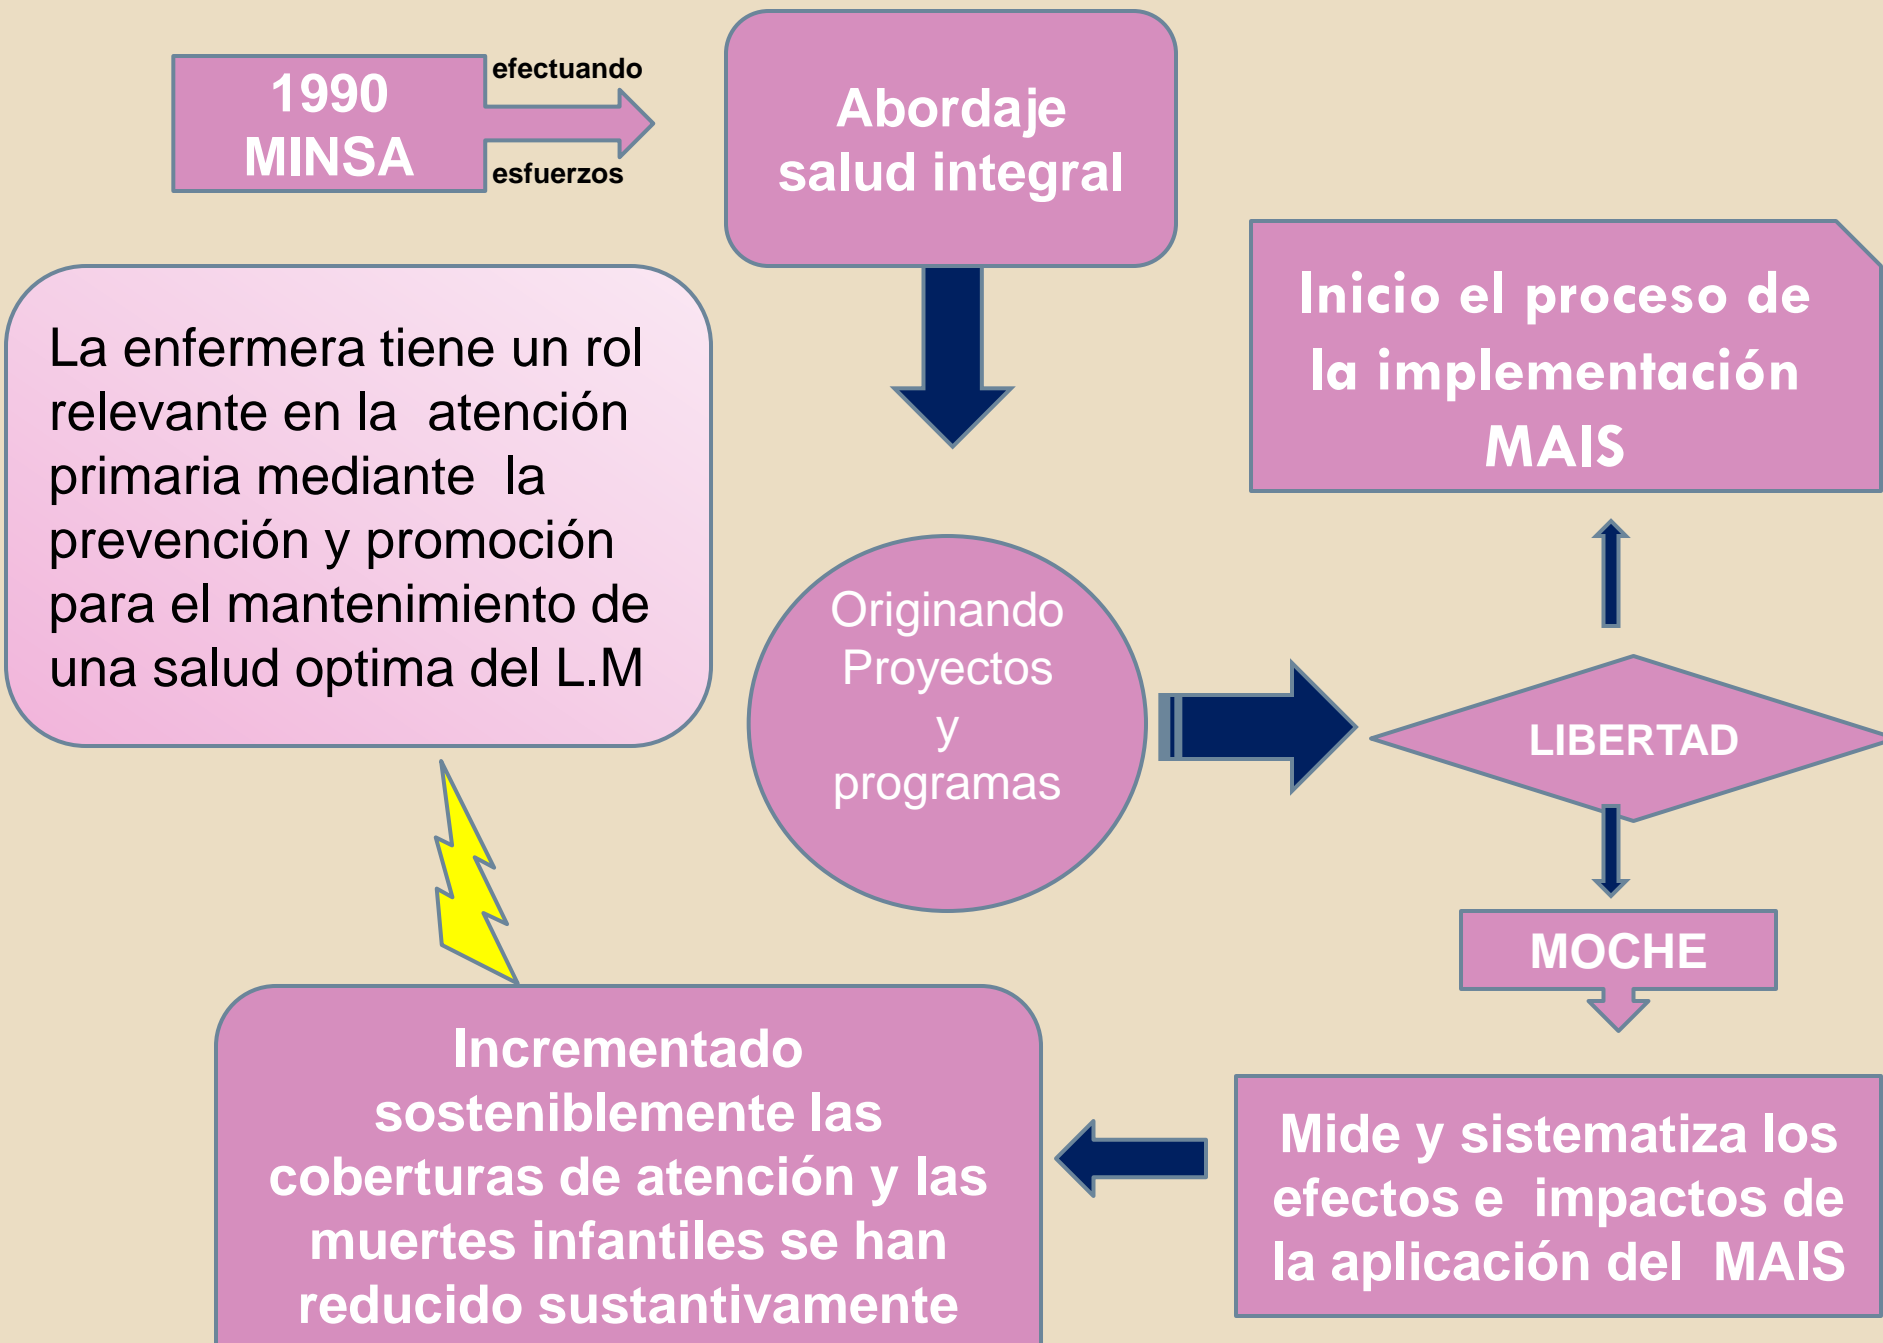 1990
MINSA
efectuando
esfuerzos
Abordaje
salud integral
Inicio el proceso de
la implementación
MAIS
La enfermera tiene un rol
relevante en la atención
primaria mediante la
prevención y promoción
para el mantenimiento de
una salud optima del L.M
Originando
Proyectos
y
programas
LIBERTAD
MOCHE
Incrementado
sosteniblemente las
coberturas de atención y las
muertes infantiles se han
reducido sustantivamente
Mide y sistematiza los
efectos e impactos de
la aplicación del MAIS